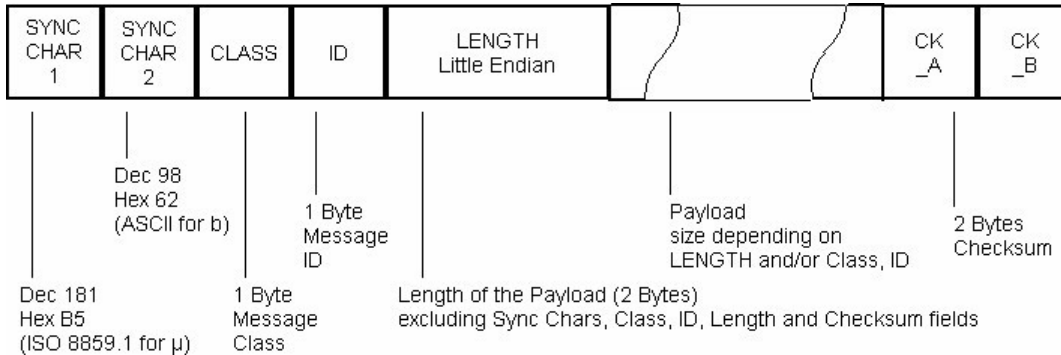 SYNC
CHAR
1
SYNC
CHAR
2
CLASS
ID
LENGTH
Little Endian
CK
_A
CK
_B
Dec 98
Hex 62
(ASCII for b)
1 Byte
Message
ID
Payload
size depending on
LENGTH and/or Class, ID
2 Bytes
Checksum
Dec 181
Hex B5
(ISO 8859.1 for µ)
1 Byte
Message
Class
Length of the Payload (2 Bytes)
excluding Sync Chars, Class, ID, Length and Checksum fields